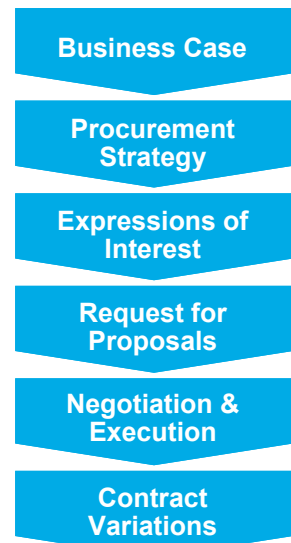 Business Case
Procurement
Strategy
Expressions of
Interest
Request for
Proposals
Negotiation &
Execution
Contract
Variations